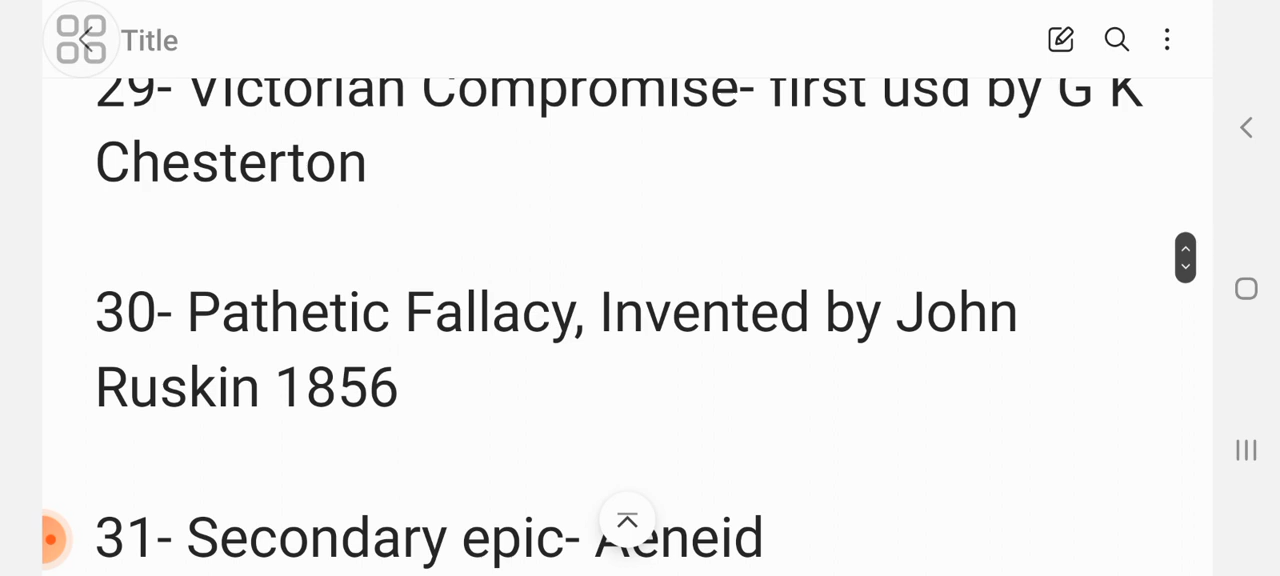 Title
29- Victorian Compromise- first usd by G K
Chesterton
30- Pathetic Fallacy, Invented by John
Ruskin 1856
31- Secondary epic- Aeneid